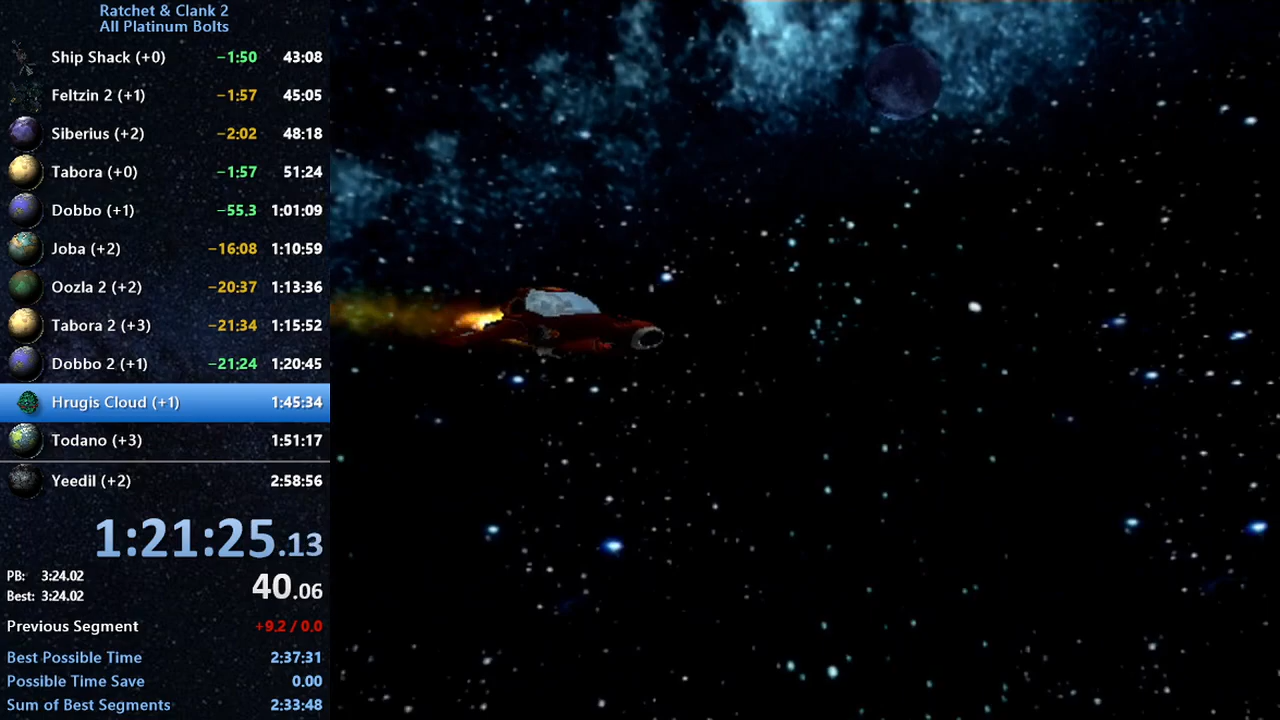 Ratchet & Clank 2
All Platinum Bolts
Ship Shack (+0) −1:50 43:08
Feltzin 2 (+1) −1:57 45:05
Siberius (+2) −2:02 48:18
Tabora (+0) −1:57 51:24
Dobbo (+1) −55.3 1:01:09
Joba (+2) −16:08 1:10:59
Oozla 2 (+2) −20:37 1:13:36
Tabora 2 (+3) −21:34 1:15:52
Dobbo 2 (+1) −21:24 1:20:45
Hrugis Cloud (+1) 1:45:34
Todano (+3) 1:51:17
Yeedil (+2) 2:58:56
1:21:25.13
PB: 3:24.02
Best: 3:24.02
40.06
Previous Segment +9.2 / 0.0
Best Possible Time 2:37:31
Possible Time Save 0.00
Sum of Best Segments 2:33:48